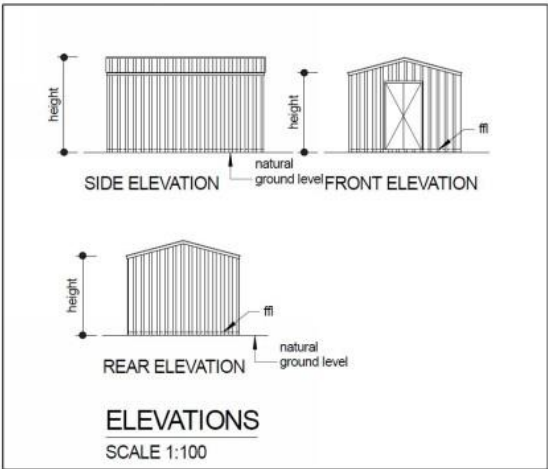 height
height
ffl
natural
ground level
SIDE ELEVATION
FRONT ELEVATION
height
ffl
natural
ground level
REAR ELEVATION
ELEVATIONS
SCALE 1:100